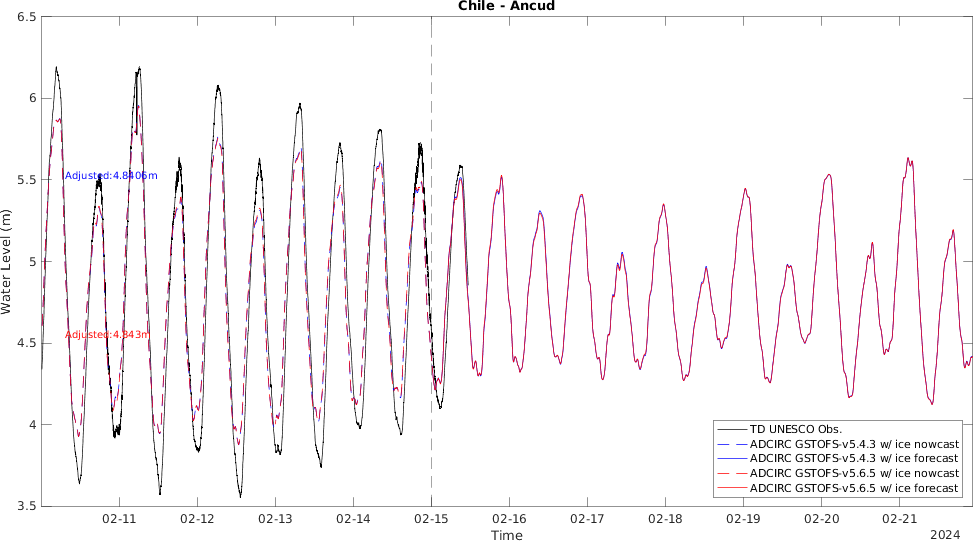 Chile - Ancud
6.5
6
5.5
5
4.5
4
3.5
Water Level (m)
Adjusted:4.8406m
Adjusted:4.843m
TD UNESCO Obs.
ADCIRC GSTOFS-v5.4.3 w/ ice nowcast
ADCIRC GSTOFS-v5.4.3 w/ ice forecast
ADCIRC GSTOFS-v5.6.5 w/ ice nowcast
ADCIRC GSTOFS-v5.6.5 w/ ice forecast
02-11 02-12 02-13 02-14 02-15 02-16 02-17 02-18 02-19 02-20 02-21
Time
2024